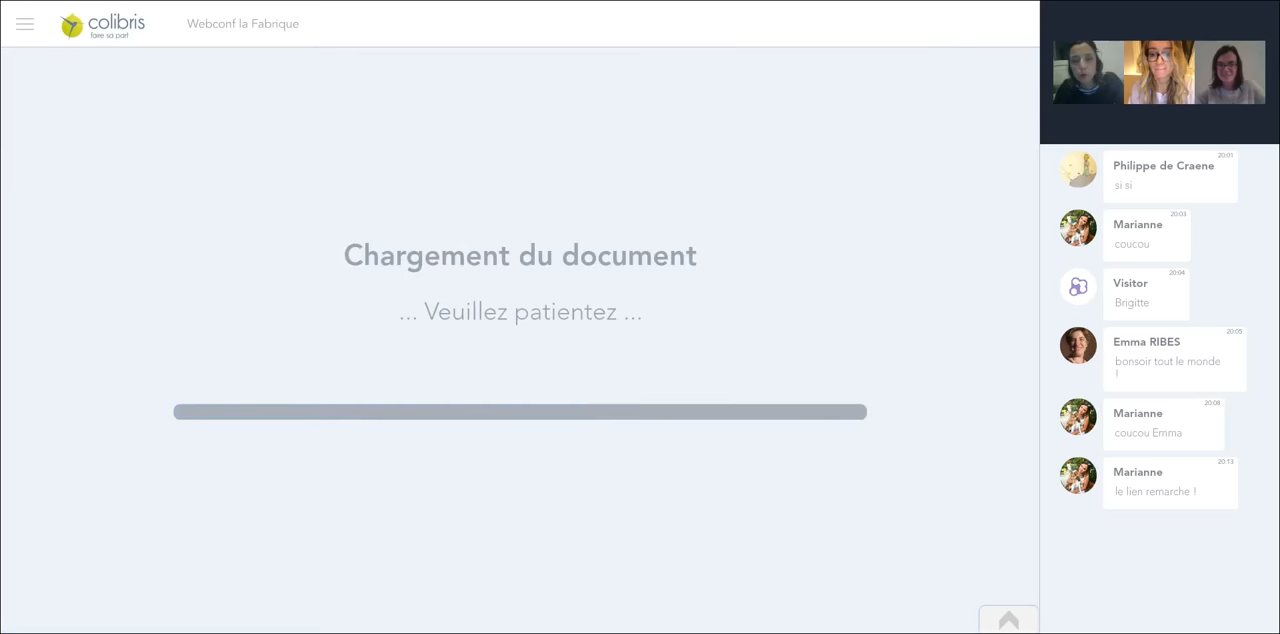 colibris
faire sa part
Webconf la Fabrique
Chargement du document
... Veuillez patientez ...
20:01
Philippe de Craene
si si
20:03
Marianne
coucou
20:04
Visitor
Brigitte
20:05
Emma RIBES
bonsoir tout le monde
!
20:08
Marianne
coucou Emma
20:13
Marianne
le lien remarche !